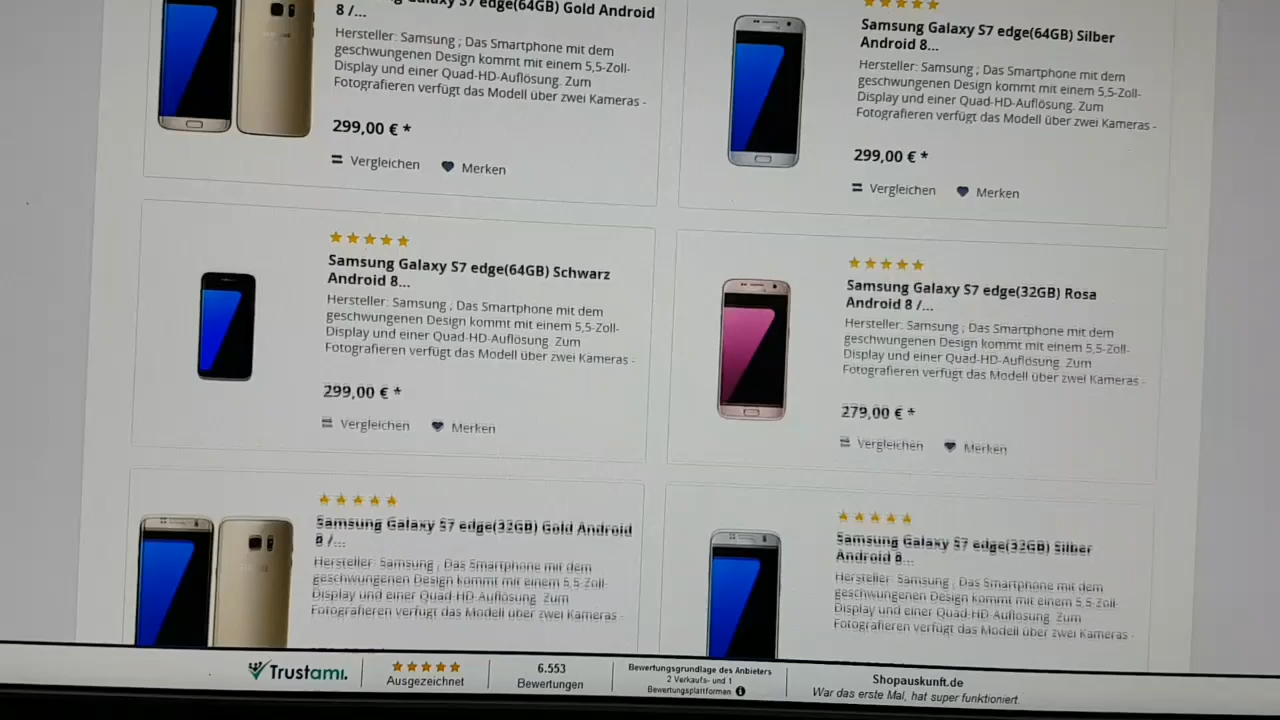 Galaxy S7 edge(64GB) Gold Android
8 /...
Hersteller: Samsung ; Das Smartphone mit dem
geschwungenen Design kommt mit einem 5,5-Zoll-
Display und einer Quad-HD-Auflösung. Zum
Fotografieren verfügt das Modell über zwei Kameras -
299,00 € *
Vergleichen Merken
Samsung Galaxy S7 edge(64GB) Silber
Android 8...
Hersteller: Samsung ; Das Smartphone mit dem
geschwungenen Design kommt mit einem 5,5-Zoll-
Display und einer Quad-HD-Auflösung. Zum
Fotografieren verfügt das Modell über zwei Kameras -
299,00 € *
Vergleichen Merken
Samsung Galaxy S7 edge(64GB) Schwarz
Android 8...
Hersteller: Samsung ; Das Smartphone mit dem
geschwungenen Design kommt mit einem 5,5-Zoll-
Display und einer Quad-HD-Auflösung. Zum
Fotografieren verfügt das Modell über zwei Kameras -
299,00 € *
Vergleichen Merken
Samsung Galaxy S7 edge(32GB) Rosa
Android 8 /...
Hersteller: Samsung ; Das Smartphone mit dem
geschwungenen Design kommt mit einem 5,5-Zoll-
Display und einer Quad-HD-Auflösung. Zum
Fotografieren verfügt das Modell über zwei Kameras -
279,00 € *
Vergleichen Merken
Samsung Galaxy S7 edge(32GB) Gold Android
8 /...
Hersteller: Samsung ; Das Smartphone mit dem
geschwungenen Design kommt mit einem 5,5-Zoll-
Display und einer Quad-HD-Auflösung. Zum
Fotografieren verfügt das Modell über zwei Kameras -
Samsung Galaxy S7 edge(32GB) Silber
Android 8...
Hersteller: Samsung ; Das Smartphone mit dem
geschwungenen Design kommt mit einem 5,5-Zoll-
Display und einer Quad-HD-Auflösung. Zum
Fotografieren verfügt das Modell über zwei Kameras -
Trustami.
Ausgezeichnet
6.553
Bewertungen
Bewertungsgrundlage des Anbieters
2 Verkaufs- und 1
Bewertungsplattformen
Shopauskunft.de
War das erste Mal, hat super funktioniert.